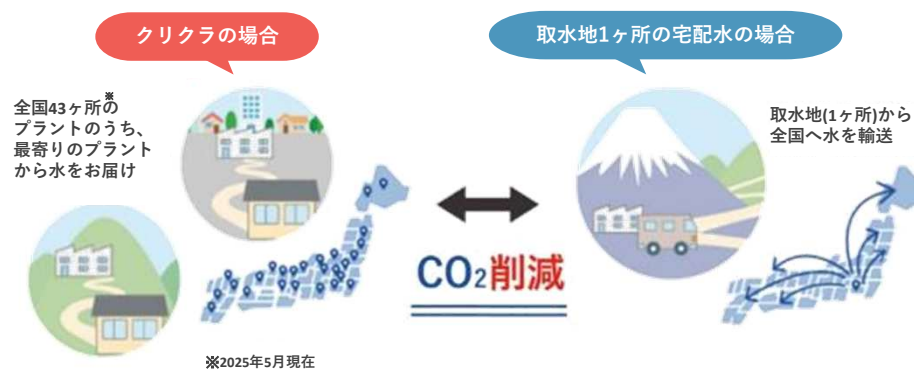 クリクラの場合
全国43ヶ所の※
プラントのうち、
最寄りのプラント
から水をお届け
※2025年5月現在
CO₂削減
取水地1ヶ所の宅配水の場合
取水地(1ヶ所)から
全国へ水を輸送